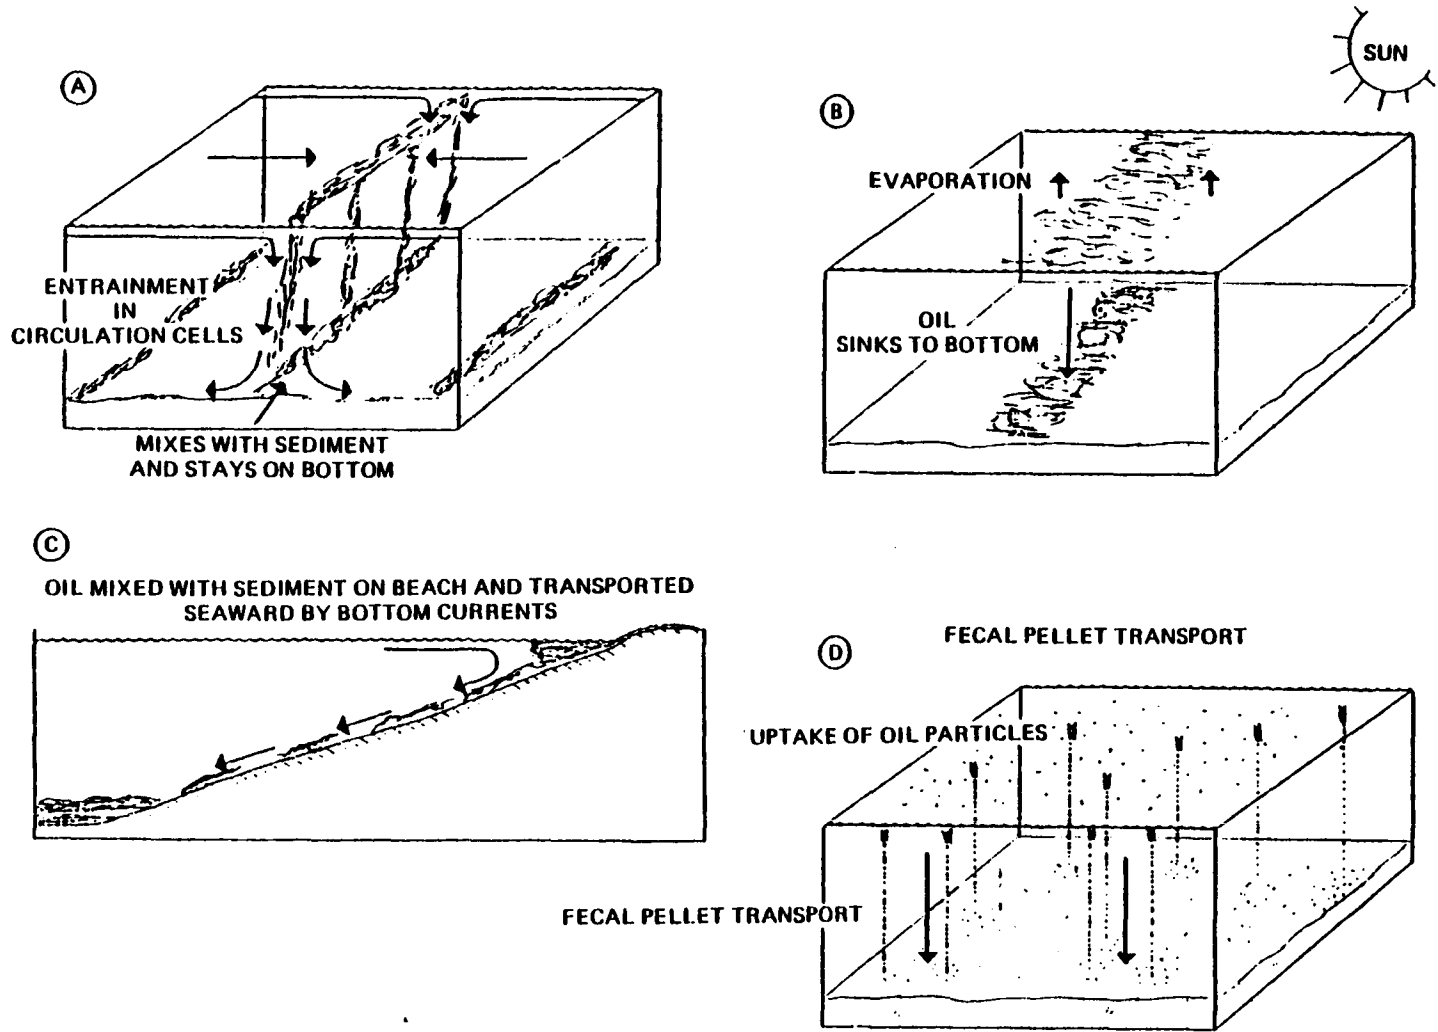 A
ENTRAINMENT
IN
CIRCULATION CELLS
MIXES WITH SEDIMENT
AND STAYS ON BOTTOM
SUN
B
EVAPORATION
OIL
SINKS TO BOTTOM
C
OIL MIXED WITH SEDIMENT ON BEACH AND TRANSPORTED
SEAWARD BY BOTTOM CURRENTS
D
FECAL PELLET TRANSPORT
UPTAKE OF OIL PARTICLES
FECAL PELLET TRANSPORT